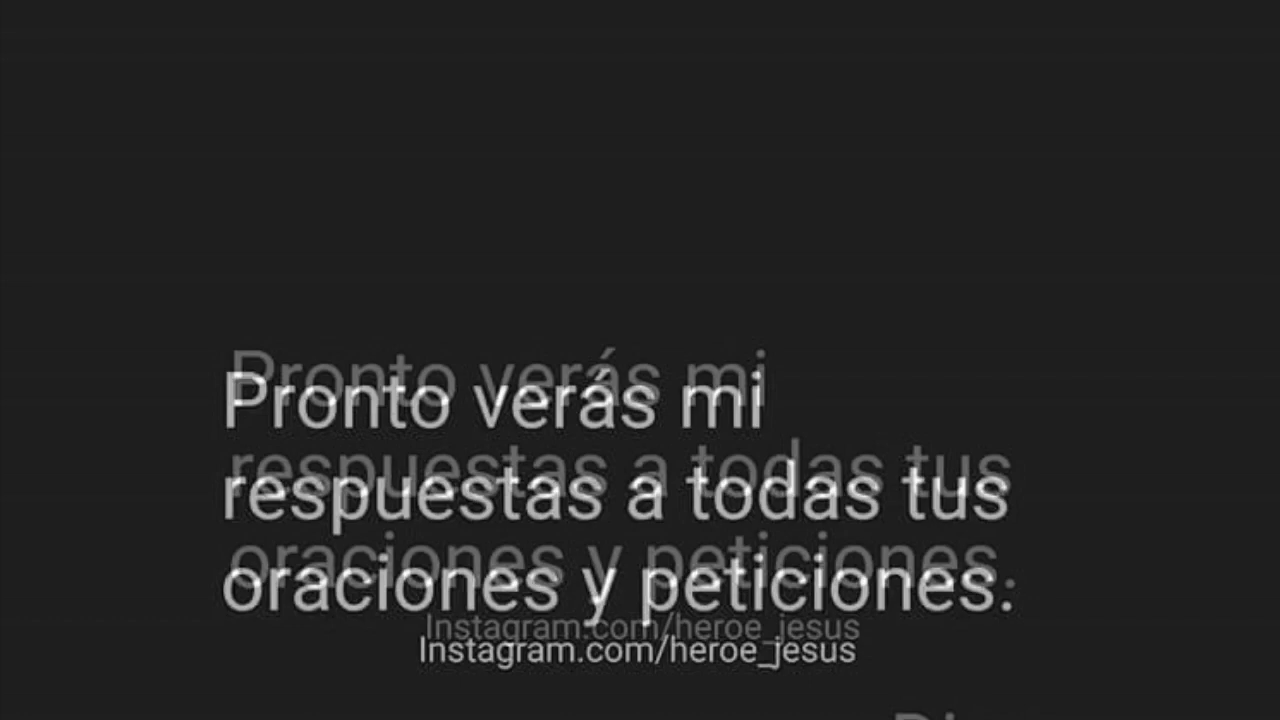 Pronto verás mi
respuestas a todas tus
oraciones y peticiones.
Instagram.com/heroe_jesus